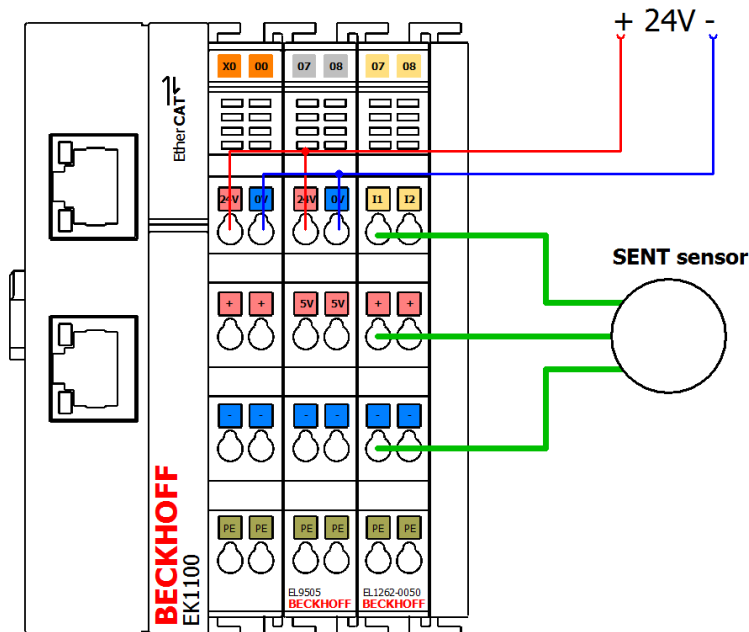 + 24V -
X0 00 07 08 07 08
EtherCAT
24V 0V 24V 0V I1 I2
SENT sensor
+ + 5V 5V + +
- - - - - -
BECKHOFF
EK1100
PE PE PE PE PE PE
EL9505 EL1262-0050
BECKHOFF BECKHOFF